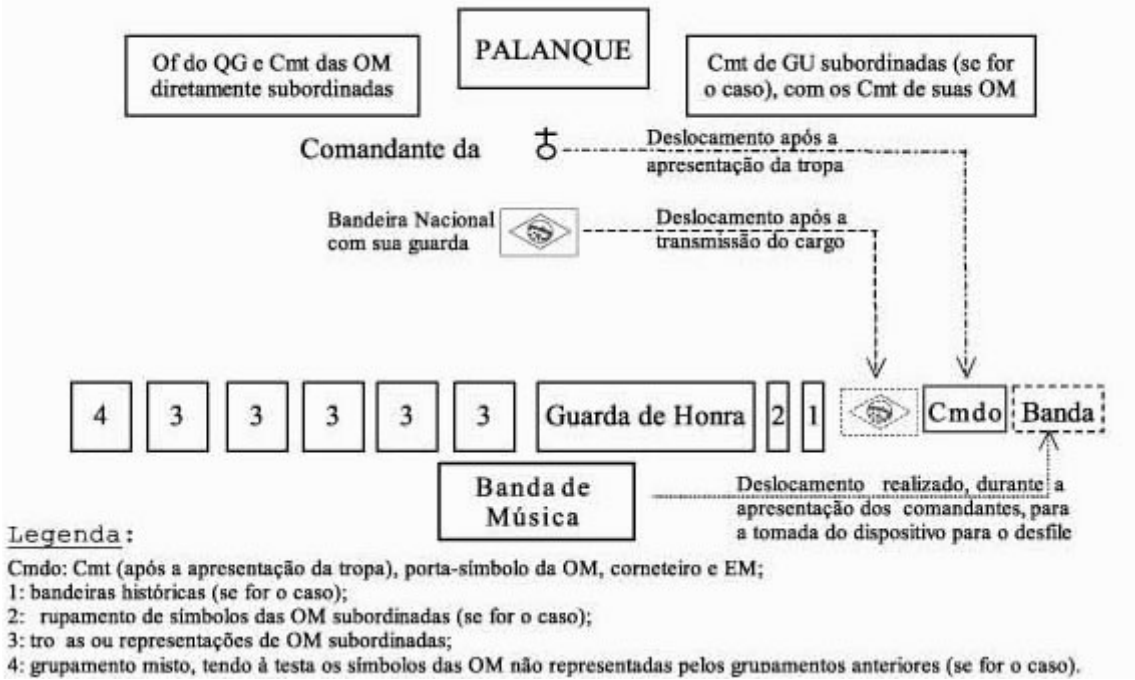 PALANQUE
Of do QG e Cmt das OM
diretamente subordinadas
Cmt de GU subordinadas (se for
o caso), com os Cmt de suas OM
Comandante da
Deslocamento após a
apresentação da tropa
Bandeira Nacional
com sua guarda
Deslocamento após a
transmissão do cargo
4 3 3 3 3 3 Guarda de Honra 2 1 Cmdo Banda
Banda de
Música
Deslocamento realizado, durante a
apresentação dos comandantes, para
a tomada do dispositivo para o desfile
Legenda:
Cmdo: Cmt (após a apresentação da tropa), porta-símbolo da OM, corneteiro e EM;
1: bandeiras históricas (se for o caso);
2: rupamento de símbolos das OM subordinadas (se for o caso);
3: tro as ou representações de OM subordinadas;
4: grupamento misto, tendo à testa os símbolos das OM não representadas pelos grupamentos anteriores (se for o caso).